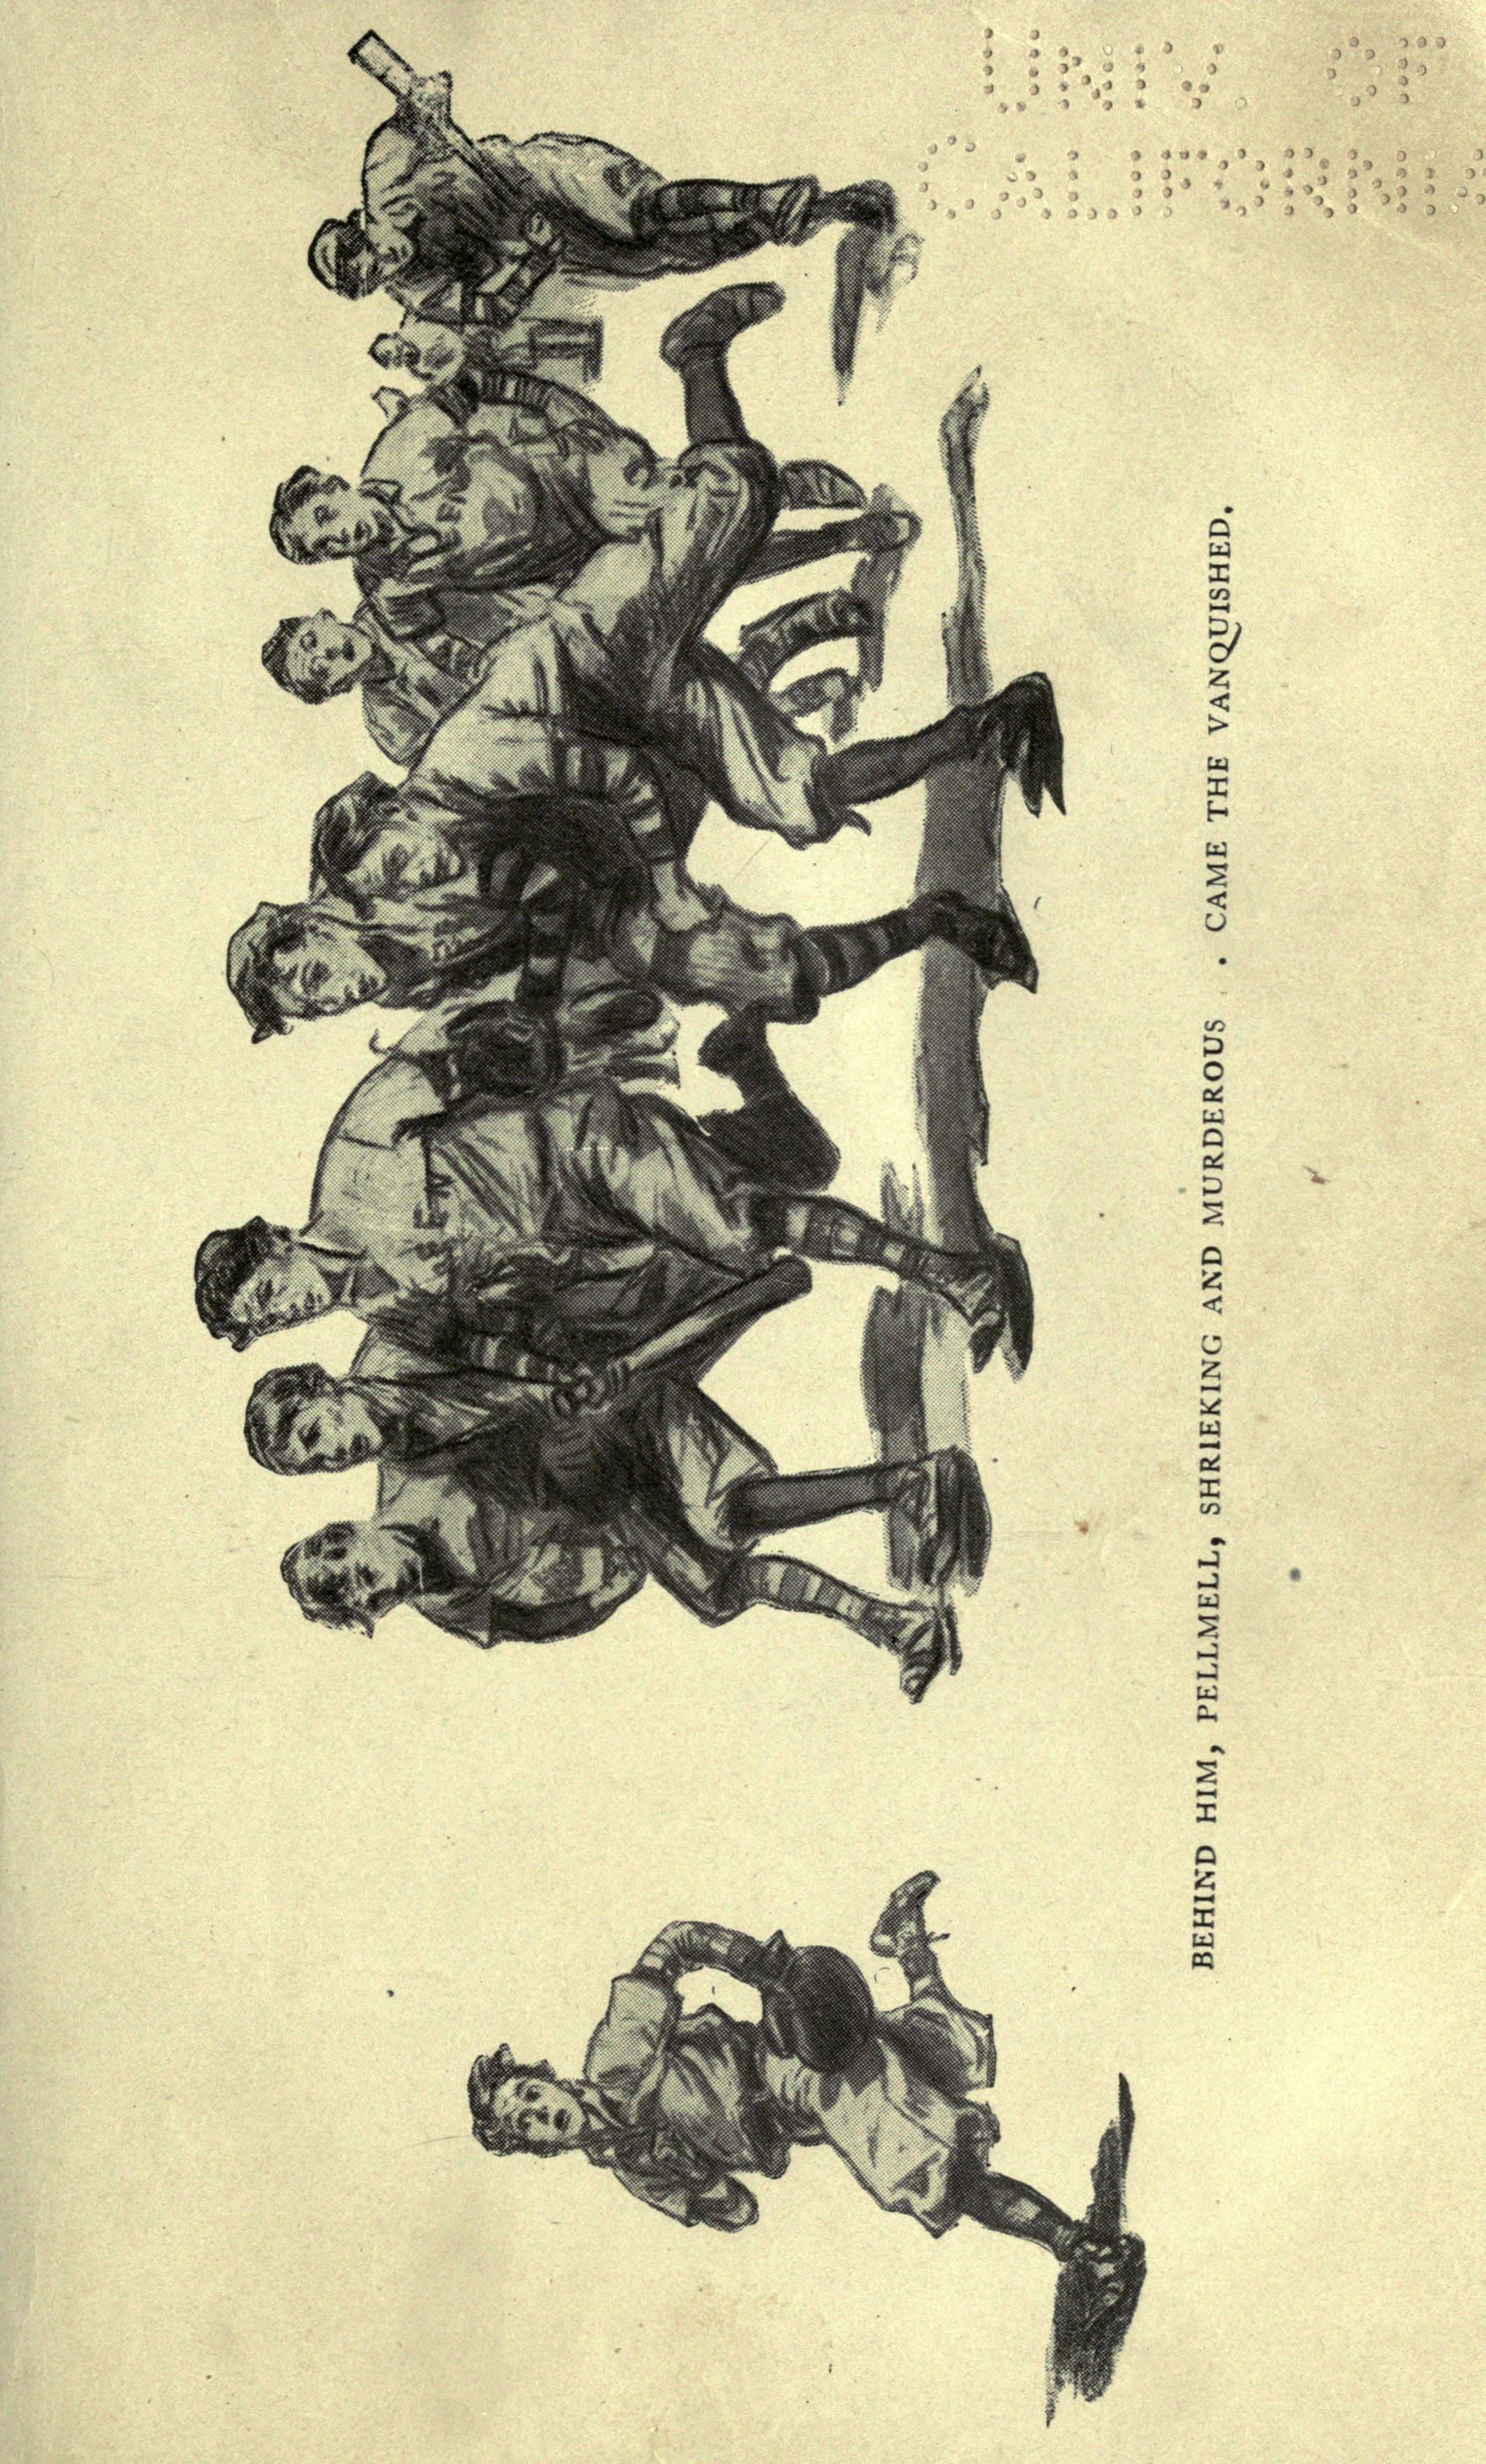 UNIV. OF
CALIFORNIA
BEHIND HIM, PELLMELL, SHRIEKING AND MURDEROUS . CAME THE VANQUISHED.